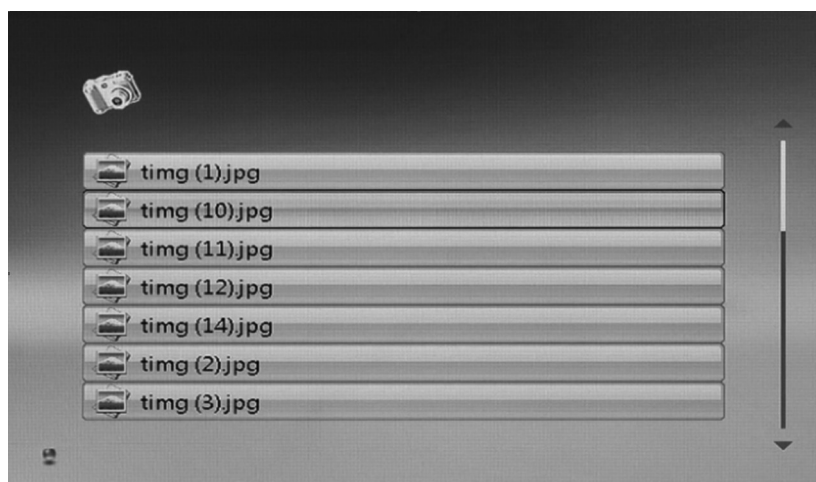 timg (1).jpg
timg (10).jpg
timg (11).jpg
timg (12).jpg
timg (14).jpg
timg (2).jpg
timg (3).jpg